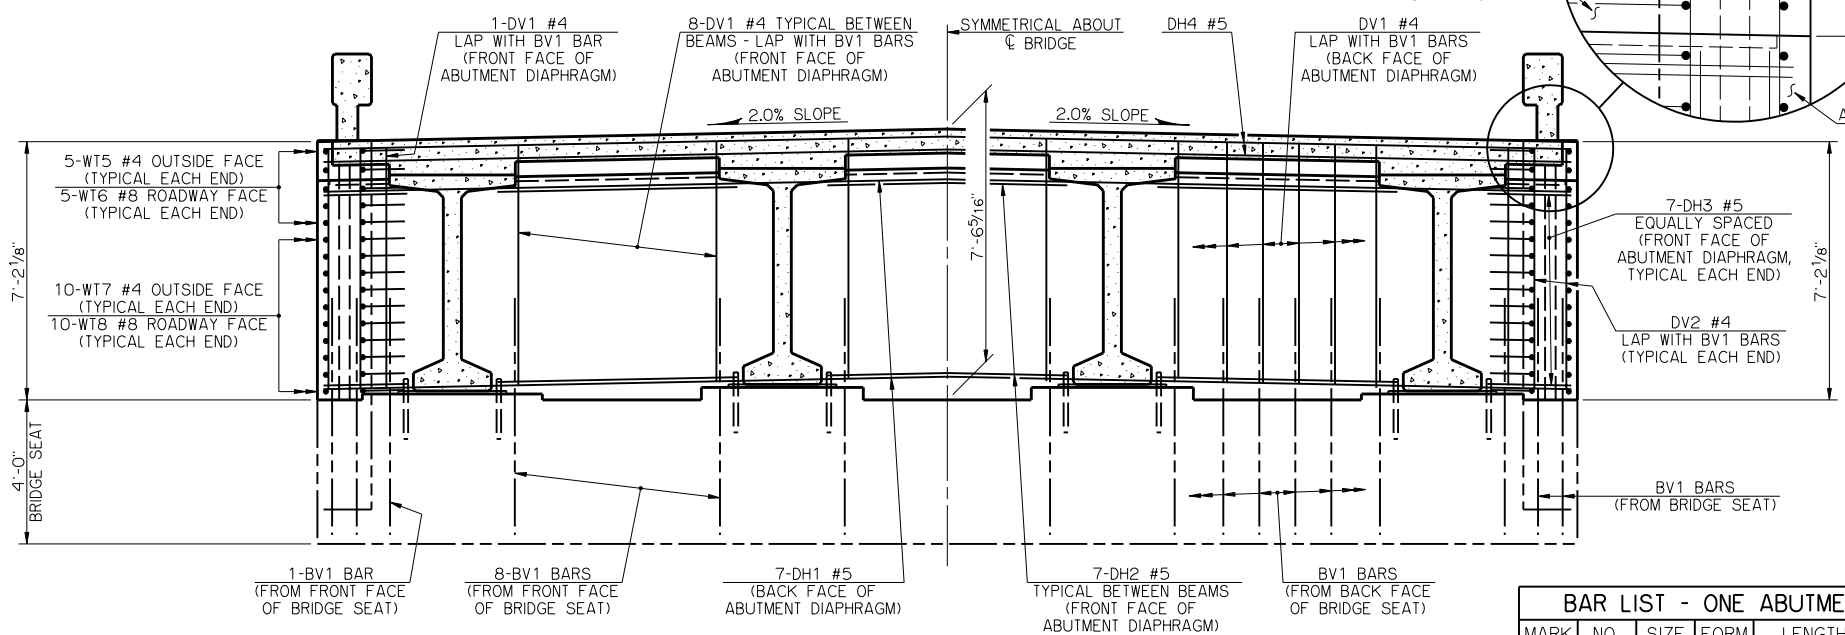 1-DV1 #4
LAP WITH BV1 BAR
(FRONT FACE OF
ABUTMENT DIAPHRAGM)
8-DV1 #4 TYPICAL BETWEEN
BEAMS - LAP WITH BV1 BARS
(FRONT FACE OF
ABUTMENT DIAPHRAGM)
SYMMETRICAL ABOUT
℄ BRIDGE
DH4 #5
DV1 #4
LAP WITH BV1 BARS
(BACK FACE OF
ABUTMENT DIAPHRAGM)
2.0% SLOPE
2.0% SLOPE
5-WT5 #4 OUTSIDE FACE
(TYPICAL EACH END)
5-WT6 #8 ROADWAY FACE
(TYPICAL EACH END)
10-WT7 #4 OUTSIDE FACE
(TYPICAL EACH END)
10-WT8 #8 ROADWAY FACE
(TYPICAL EACH END)
7'-2 1/8"
4'-0"
BRIDGE SEAT
7'-6 5/16"
7-DH3 #5
EQUALLY SPACED
(FRONT FACE OF
ABUTMENT DIAPHRAGM,
TYPICAL EACH END)
7'-2 1/8"
DV2 #4
LAP WITH BV1 BARS
(TYPICAL EACH END)
BV1 BARS
(FROM BRIDGE SEAT)
1-BV1 BAR
(FROM FRONT FACE
OF BRIDGE SEAT)
8-BV1 BARS
(FROM FRONT FACE
OF BRIDGE SEAT)
7-DH1 #5
(BACK FACE OF
ABUTMENT DIAPHRAGM)
7-DH2 #5
TYPICAL BETWEEN BEAMS
(FRONT FACE OF
ABUTMENT DIAPHRAGM)
BV1 BARS
(FROM BACK FACE
OF BRIDGE SEAT)
BAR LIST - ONE ABUTME
MARK NO. SIZE FORM LENGTH